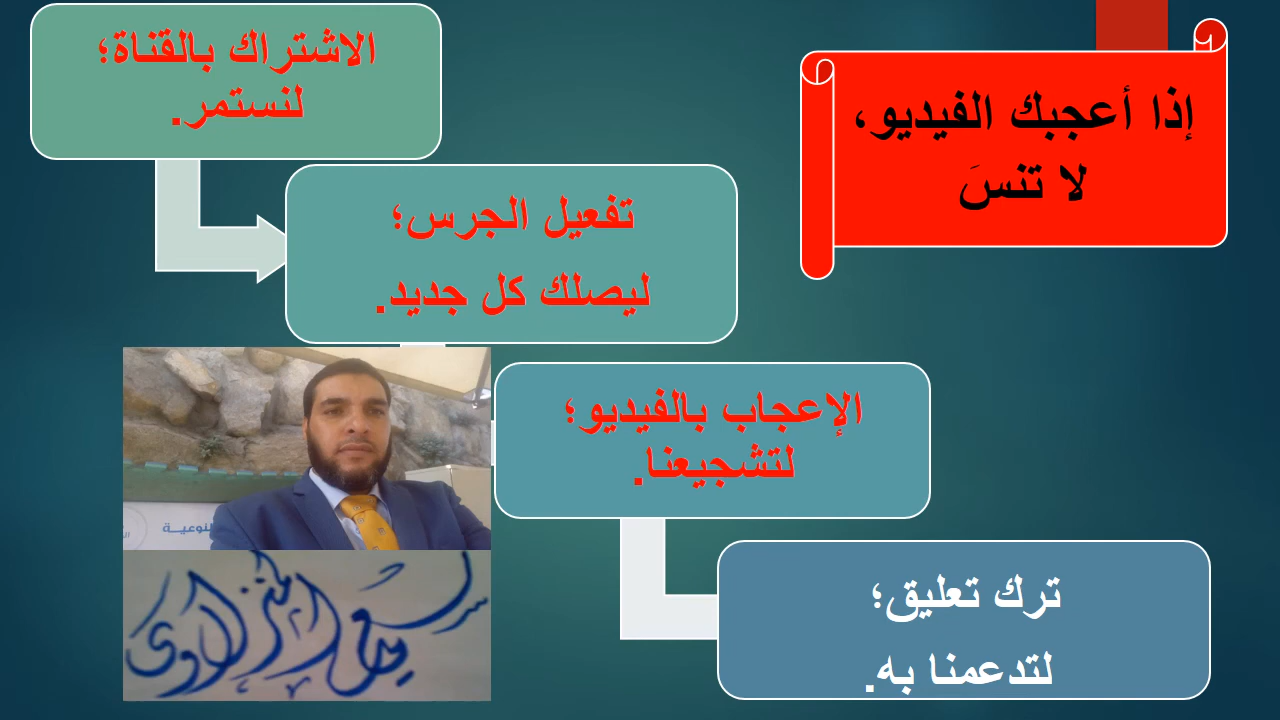 إذا أعجبك الفيديو،
لا تنسَ
الاشتراك بالقناة؛
لنستمر.
تفعيل الجرس؛
ليصلك كل جديد.
الإعجاب بالفيديو؛
لتشجيعنا.
ترك تعليق؛
لتدعمنا به.